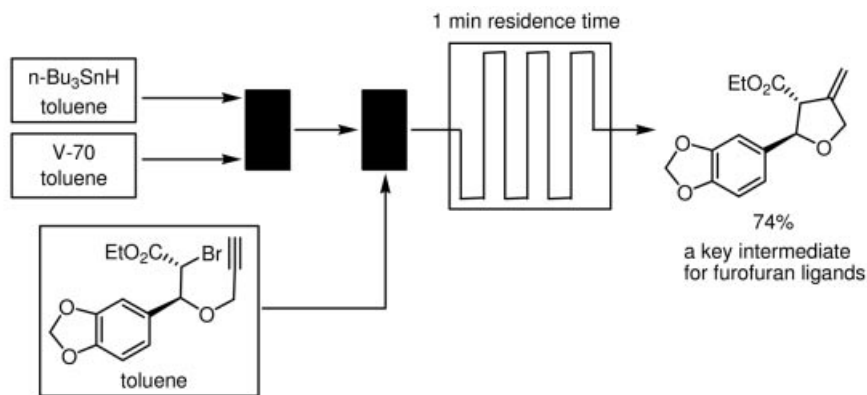 1 min residence time
n-Bu₃SnH
toluene
V-70
toluene
EtO₂C
O
O
O
74%
a key intermediate
for furofuran ligands
EtO₂C
Br
O
O
O
toluene